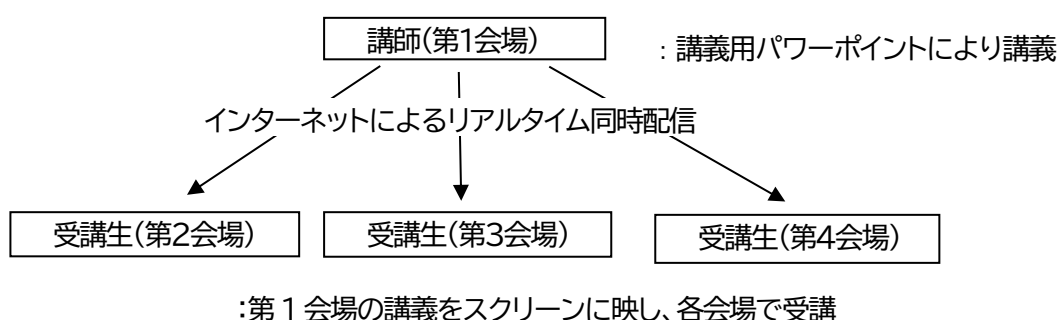 講師(第1会場)
：講義用パワーポイントにより講義
インターネットによるリアルタイム同時配信
受講生(第2会場)
受講生(第3会場)
受講生(第4会場)
：第１会場の講義をスクリーンに映し、各会場で受講